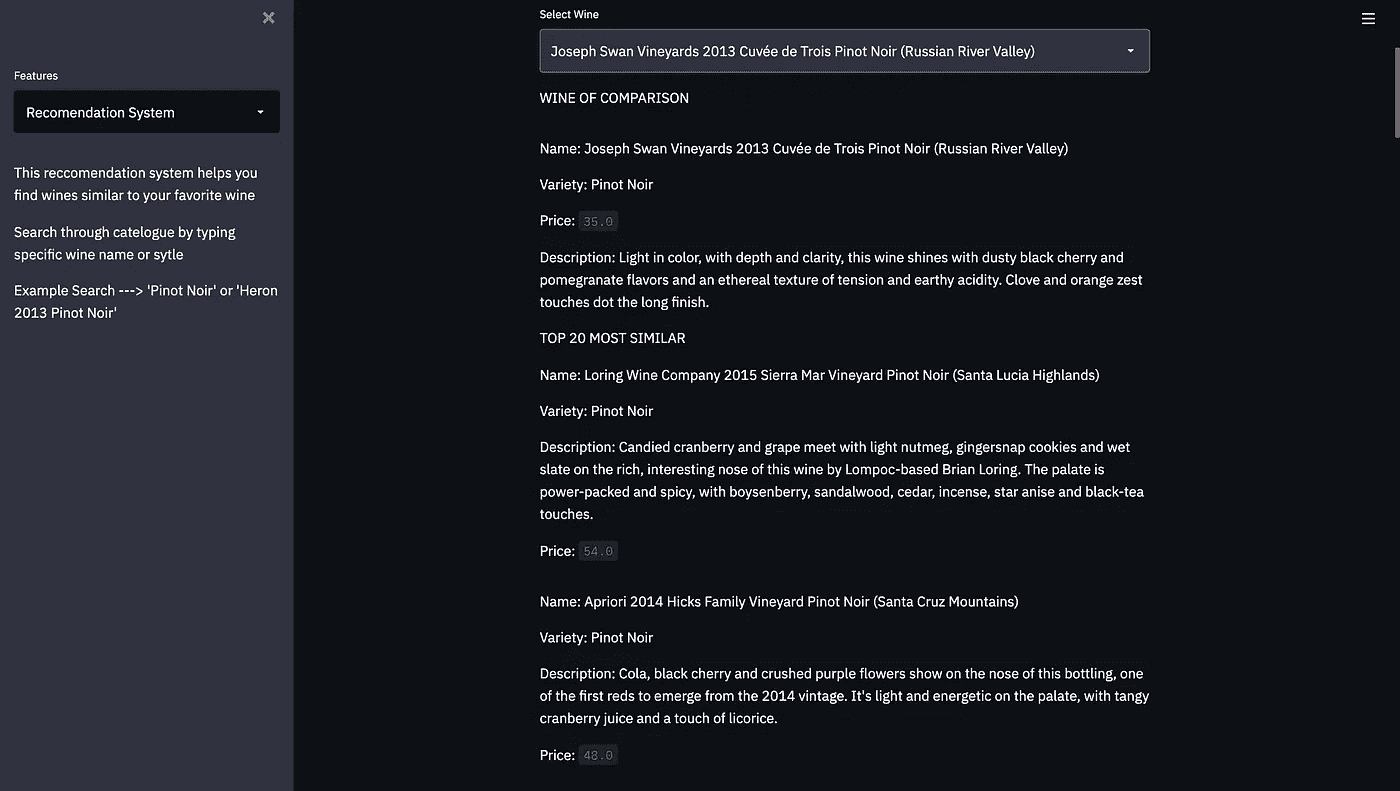 Features
Recomendation System
This reccomendation system helps you
find wines similar to your favorite wine
Search through catelogue by typing
specific wine name or sytle
Example Search ---> 'Pinot Noir' or 'Heron
2013 Pinot Noir'
Select Wine
Joseph Swan Vineyards 2013 Cuvée de Trois Pinot Noir (Russian River Valley)
WINE OF COMPARISON
Name: Joseph Swan Vineyards 2013 Cuvée de Trois Pinot Noir (Russian River Valley)
Variety: Pinot Noir
Price: 35.0
Description: Light in color, with depth and clarity, this wine shines with dusty black cherry and
pomegranate flavors and an ethereal texture of tension and earthy acidity. Clove and orange zest
touches dot the long finish.
TOP 20 MOST SIMILAR
Name: Loring Wine Company 2015 Sierra Mar Vineyard Pinot Noir (Santa Lucia Highlands)
Variety: Pinot Noir
Description: Candied cranberry and grape meet with light nutmeg, gingersnap cookies and wet
slate on the rich, interesting nose of this wine by Lompoc-based Brian Loring. The palate is
power-packed and spicy, with boysenberry, sandalwood, cedar, incense, star anise and black-tea
touches.
Price: 54.0
Name: Apriori 2014 Hicks Family Vineyard Pinot Noir (Santa Cruz Mountains)
Variety: Pinot Noir
Description: Cola, black cherry and crushed purple flowers show on the nose of this bottling, one
of the first reds to emerge from the 2014 vintage. It's light and energetic on the palate, with tangy
cranberry juice and a touch of licorice.
Price: 48.0